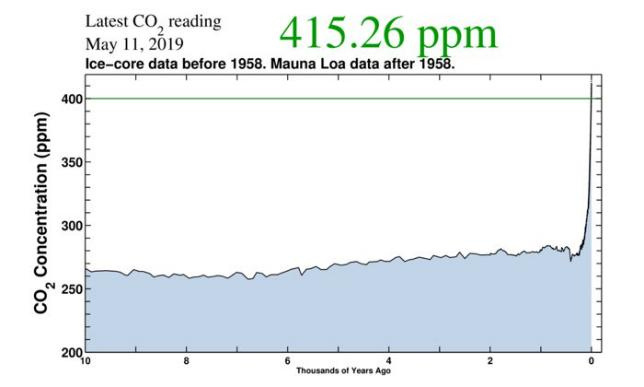 Latest CO2 reading
May 11, 2019
415.26 ppm
Ice-core data before 1958. Mauna Loa data after 1958.
CO2 Concentration (ppm)
400
350
300
250
200
10 8 6 4 2 0
Thousands of Years Ago